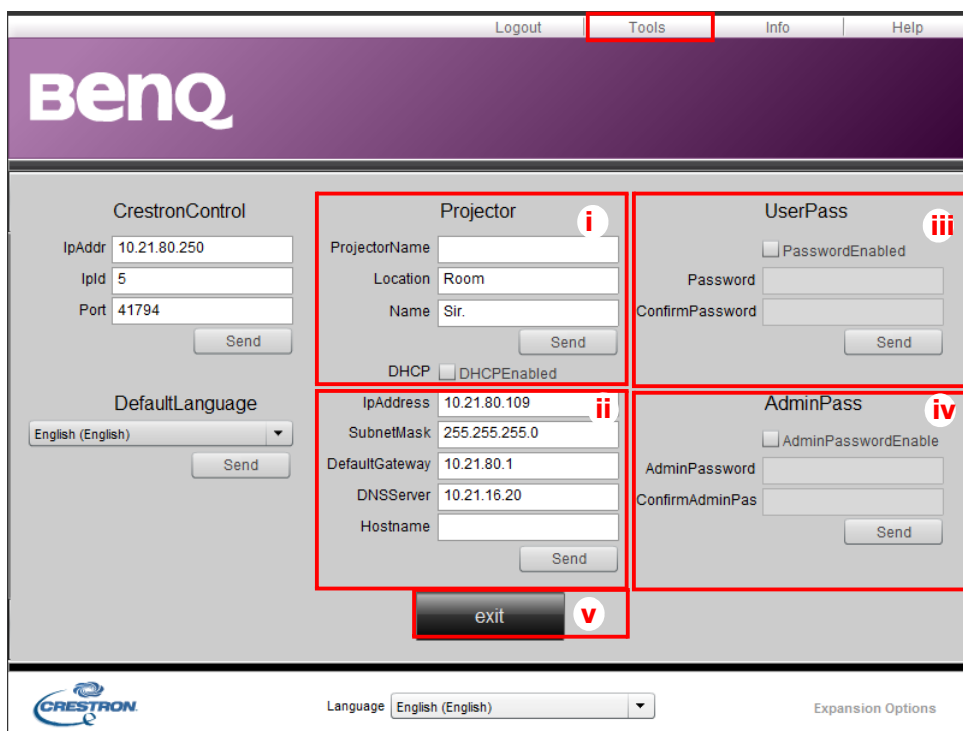 Logout Tools Info Help
BenQ
CrestronControl
IpAddr 10.21.80.250
IpId 5
Port 41794
Send
DefaultLanguage
English (English)
Send
Projector i
ProjectorName
Location Room
Name Sir.
Send
DHCP DHCPEnabled
ii
IpAddress 10.21.80.109
SubnetMask 255.255.255.0
DefaultGateway 10.21.80.1
DNSServer 10.21.16.20
Hostname
Send
UserPass iii
PasswordEnabled
Password
ConfirmPassword
Send
AdminPass iv
AdminPasswordEnable
AdminPassword
ConfirmAdminPas
Send
exit v
CRESTRON
Language English (English)
Expansion Options